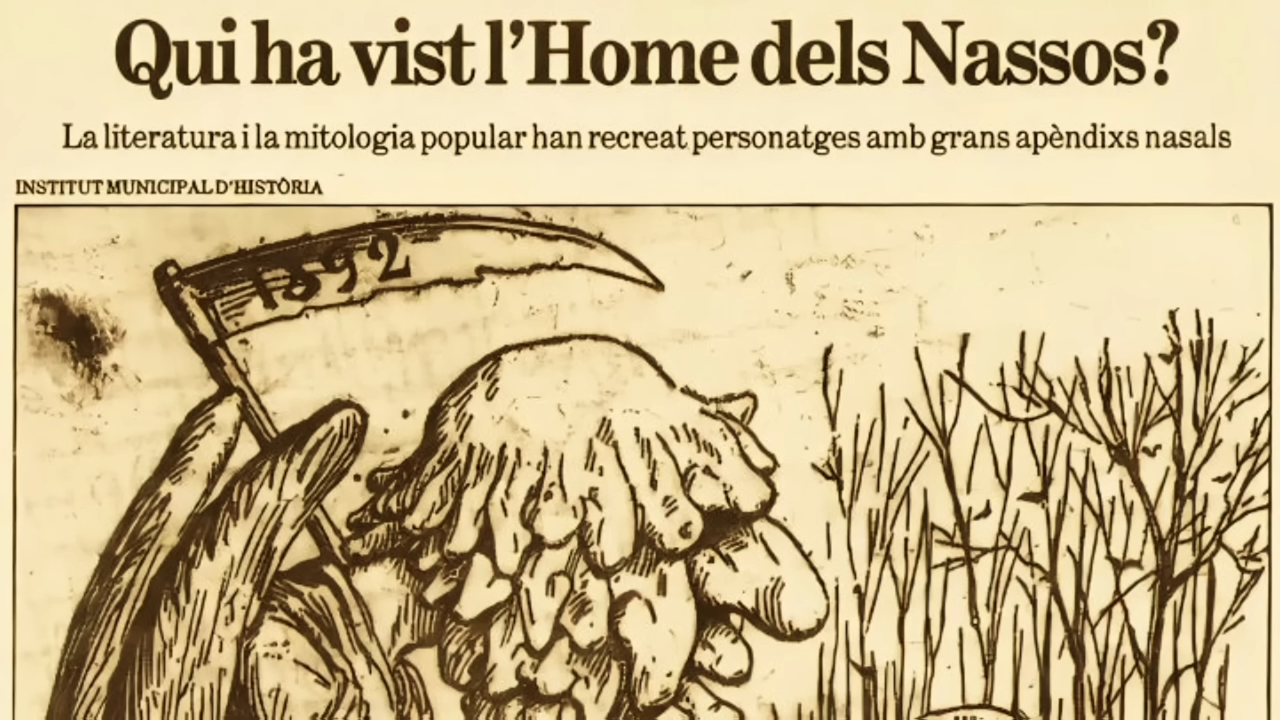 Qui ha vist l'Home dels Nassos?
La literatura i la mitologia popular han recreat personatges amb grans apèndixs nasals
INSTITUT MUNICIPAL D'HISTÒRIA
1892